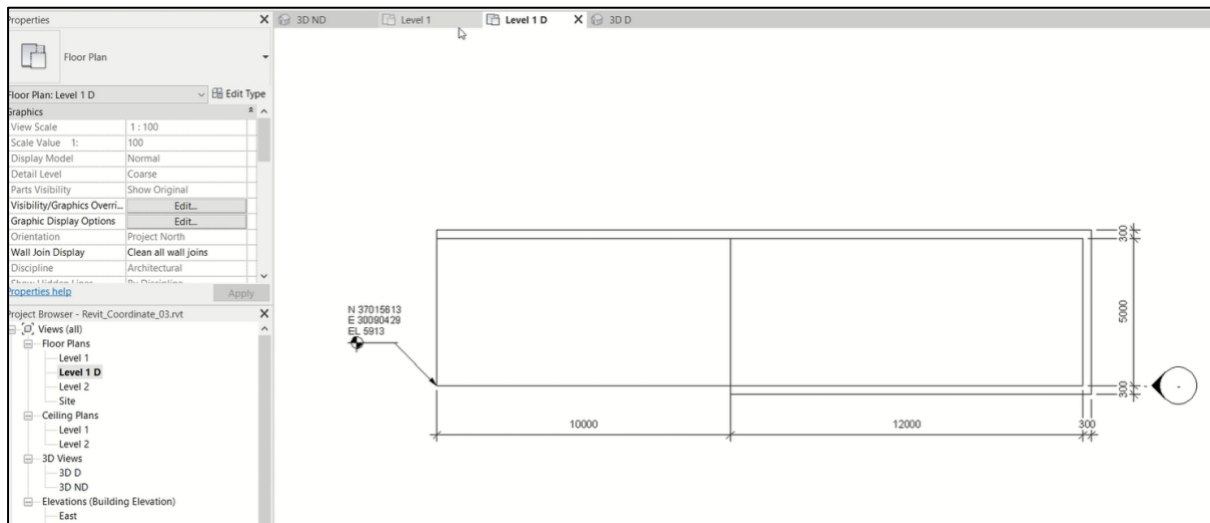 Properties X
3D ND
Level 1
Level 1 D X
3D D
Floor Plan
Floor Plan: Level 1 D
Edit Type
Graphics
View Scale 1 : 100
Scale Value 1: 100
Display Model Normal
Detail Level Coarse
Parts Visibility Show Original
Visibility/Graphics Overri... Edit...
Graphic Display Options Edit...
Orientation Project North
Wall Join Display Clean all wall joins
Discipline Architectural
Show Hidden Lines By Discipline
Properties help Apply
Project Browser - Revit_Coordinate_03.rvt X
Views (all)
Floor Plans
Level 1
Level 1 D
Level 2
Site
Ceiling Plans
Level 1
Level 2
3D Views
3D D
3D ND
Elevations (Building Elevation)
East
N 37015613
E 30090429
EL 5913
300
5000
300
10000
12000
300
-